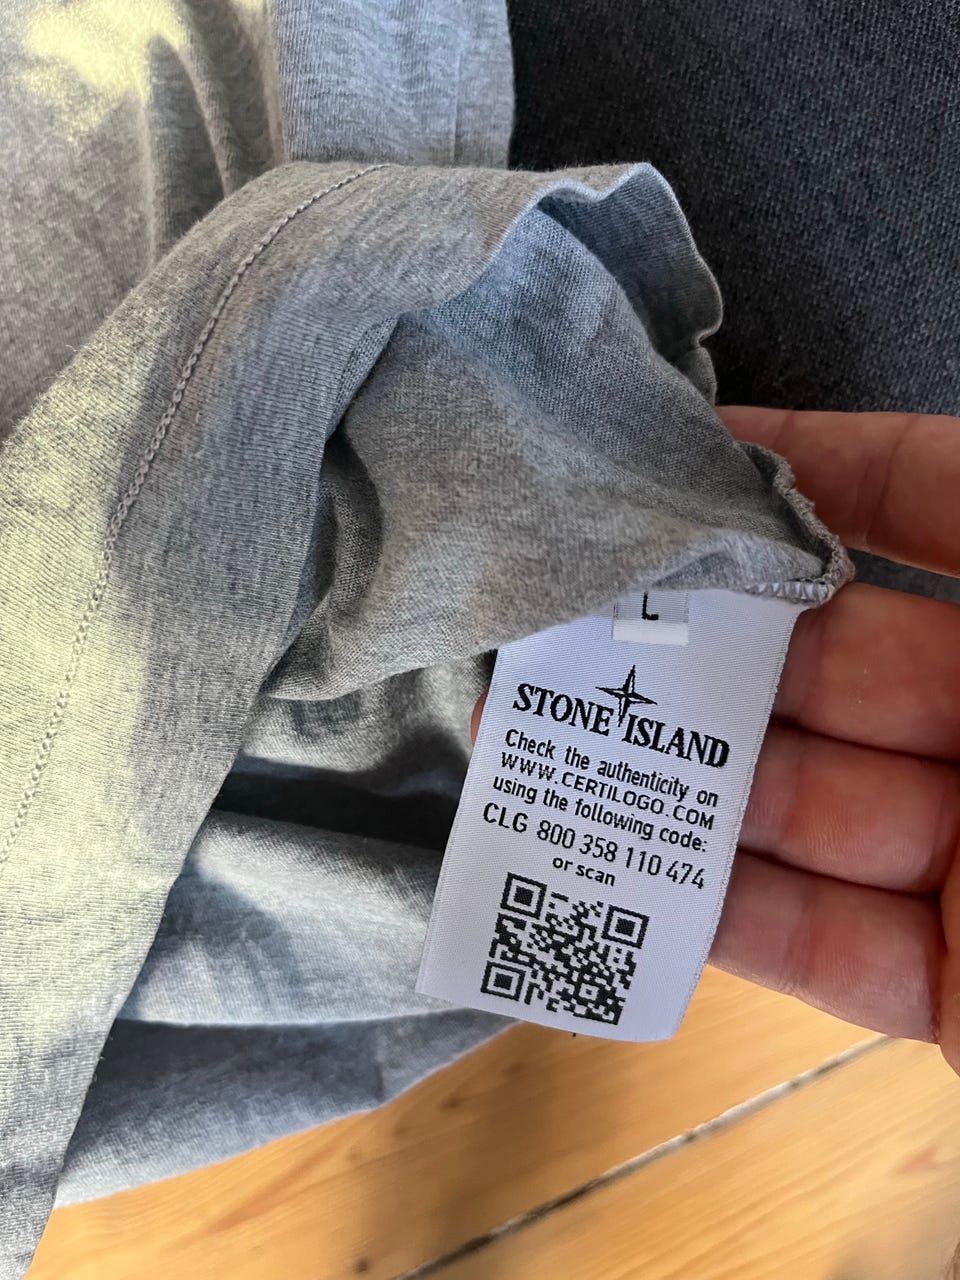 L
STONE ISLAND
Check the authenticity on
WWW.CERTILOGO.COM
using the following code:
CLG 800 358 110 474
or scan